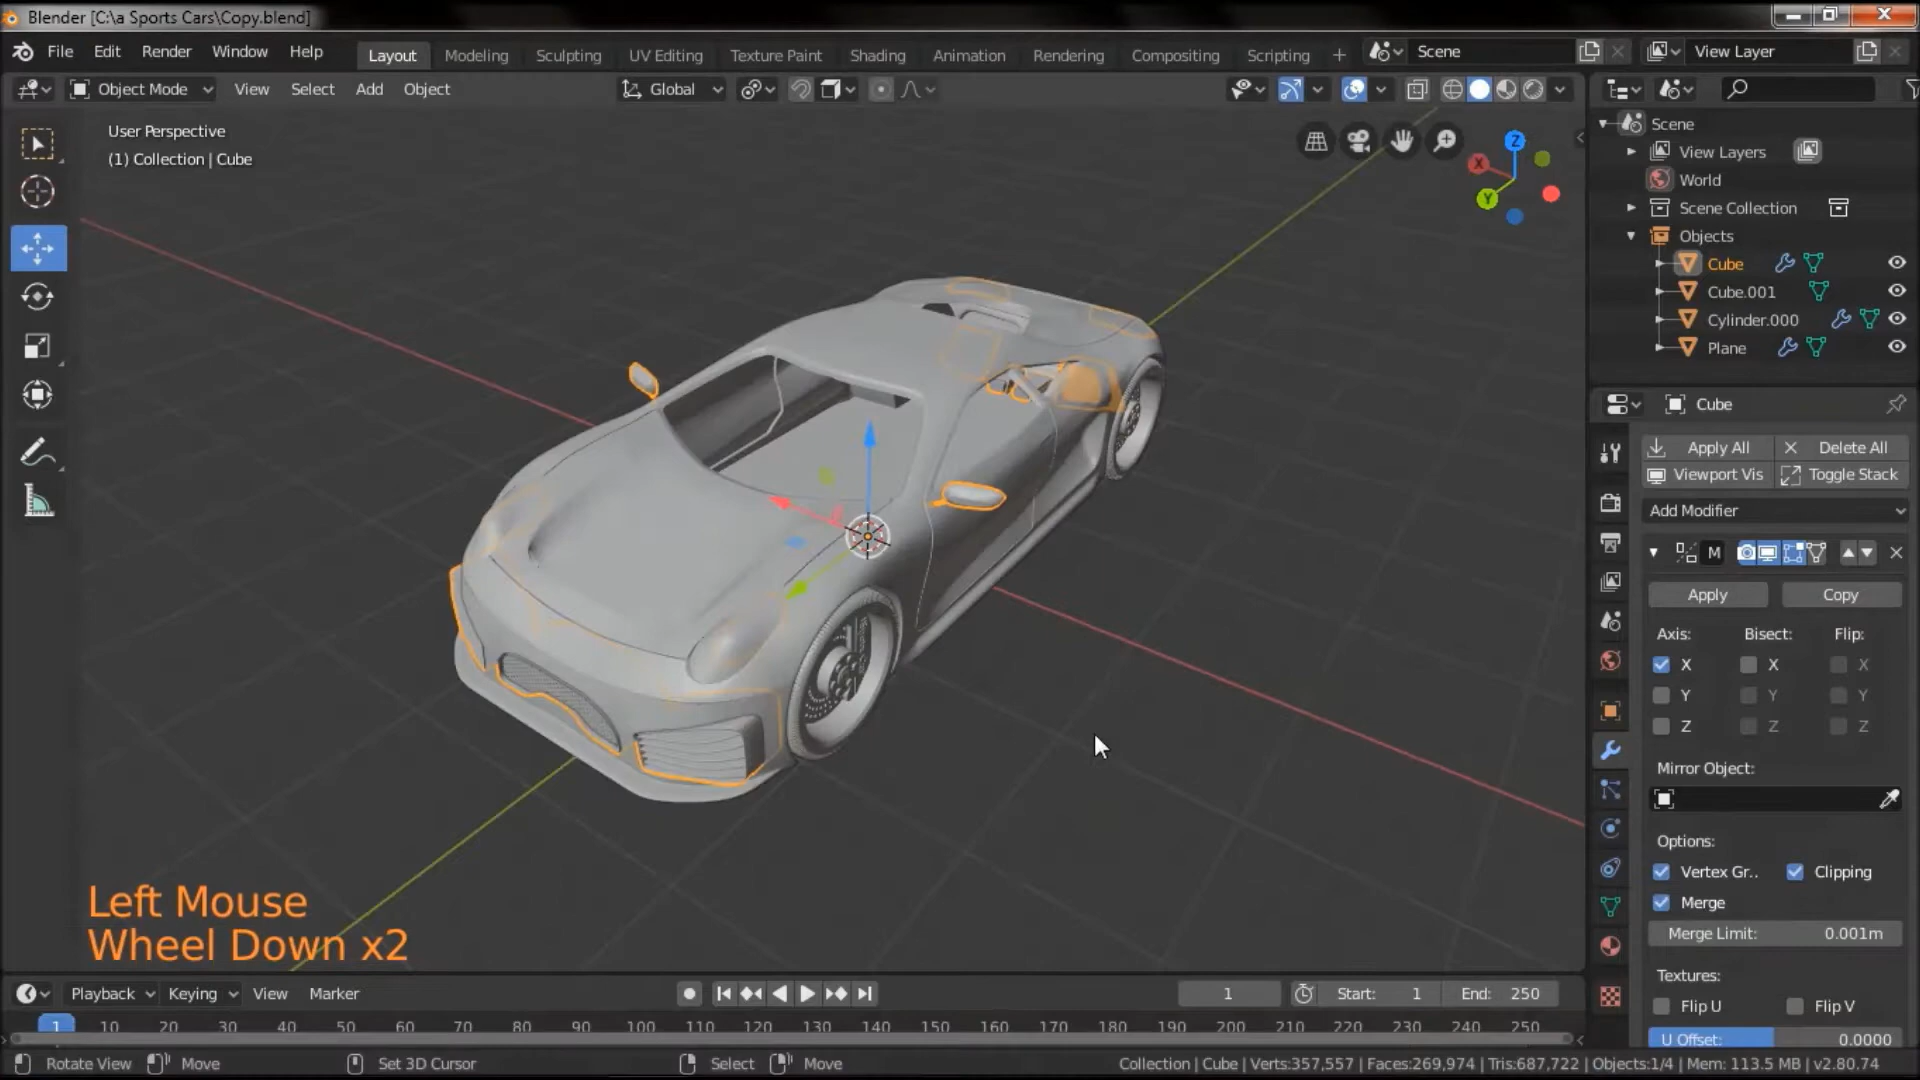 Blender [C:\a Sports Cars\Copy.blend]
File Edit Render Window Help
Layout Modeling Sculpting UV Editing Texture Paint Shading Animation Rendering Compositing Scripting + Scene View Layer
Object Mode View Select Add Object Global
User Perspective
(1) Collection | Cube
Z
X
Y
Scene
View Layers
World
Scene Collection
Objects
Cube
Cube.001
Cylinder.000
Plane
Cube
Apply All Delete All
Viewport Vis Toggle Stack
Add Modifier
M
Apply Copy
Axis: Bisect: Flip:
X X X
Y Y Y
Z Z Z
Mirror Object:
Options:
Vertex Gr.. Clipping
Merge
Merge Limit: 0.001m
Textures:
Flip U Flip V
U Offset: 0.0000
Left Mouse
Wheel Down x2
Playback Keying View Marker 1 Start: 1 End: 250
1 10 20 30 40 50 60 70 80 90 100 110 120 130 140 150 160 170 180 190 200 210 220 230 240 250
Rotate View Move Set 3D Cursor Select Move Collection | Cube | Verts:357,557 | Faces:269,974 | Tris:687,722 | Objects:1/4 | Mem: 113.5 MB | v2.80.74